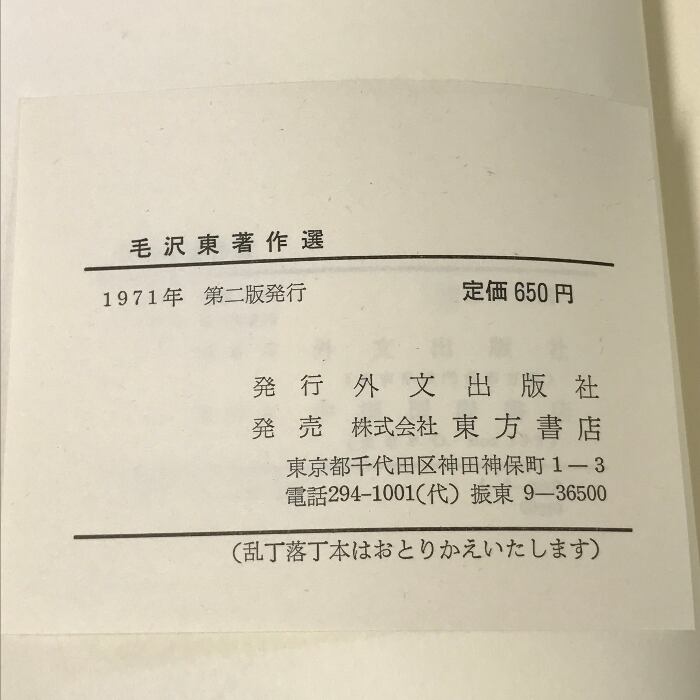 毛沢東著作選
1971年 第二版発行 定価650円
発行 外文出版社
発売 株式会社 東方書店
東京都千代田区神田神保町1-3
電話294-1001(代) 振東 9-36500
(乱丁落丁本はおとりかえいたします)